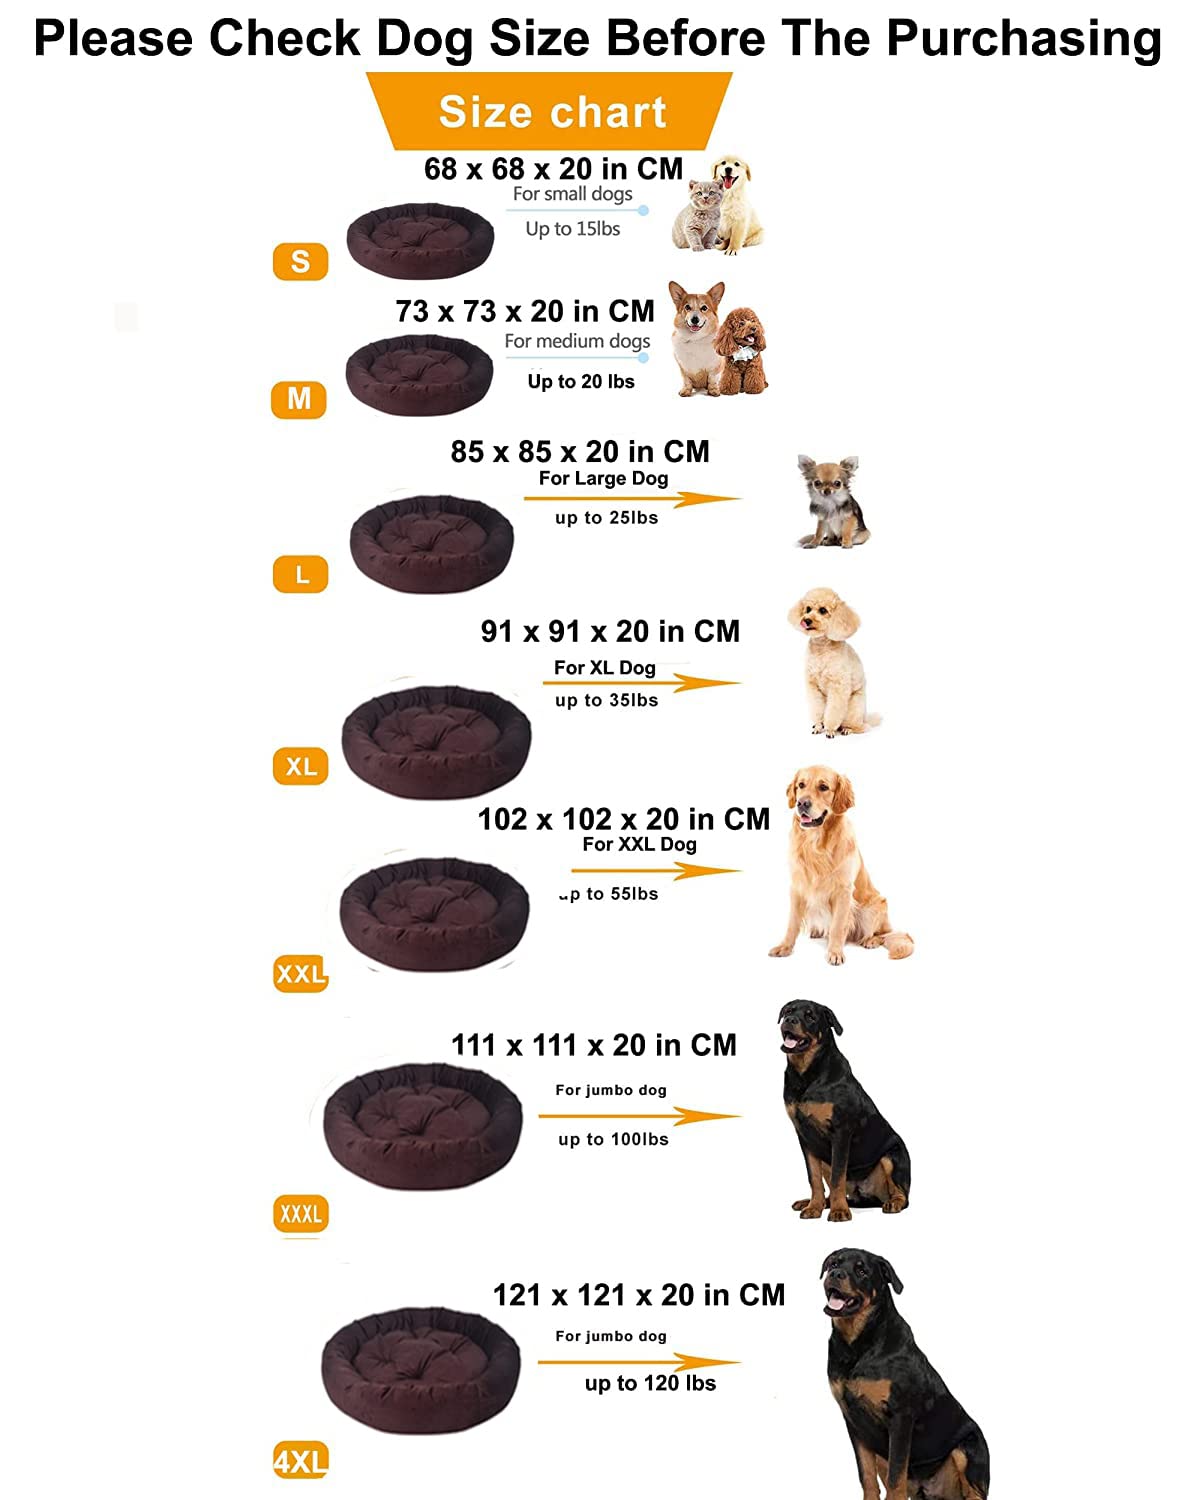 Please Check Dog Size Before The Purchasing
Size chart
68 x 68 x 20 in CM
For small dogs
Up to 15lbs
S
73 x 73 x 20 in CM
For medium dogs
Up to 20 lbs
M
85 x 85 x 20 in CM
For Large Dog
up to 25lbs
L
91 x 91 x 20 in CM
For XL Dog
up to 35lbs
XL
102 x 102 x 20 in CM
For XXL Dog
up to 55lbs
XXL
111 x 111 x 20 in CM
For jumbo dog
up to 100lbs
XXXL
121 x 121 x 20 in CM
For jumbo dog
up to 120 lbs
4XL